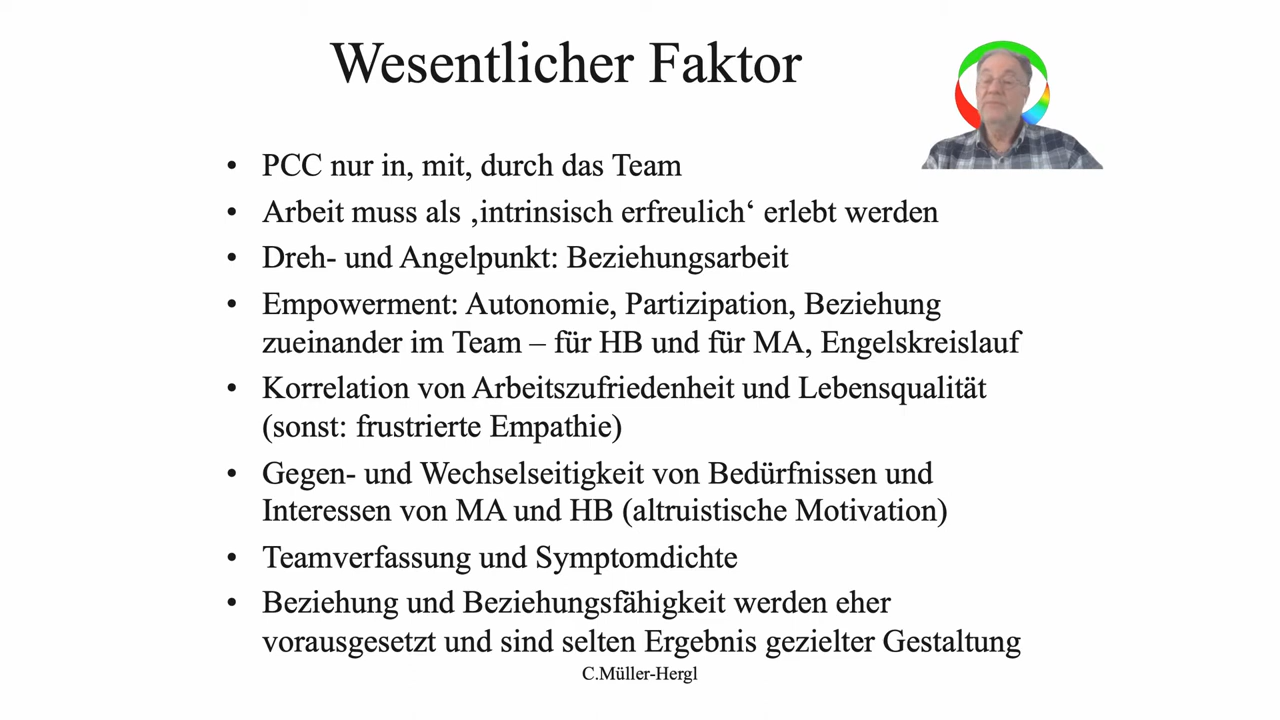 Wesentlicher Faktor
• PCC nur in, mit, durch das Team
• Arbeit muss als ‚intrinsisch erfreulich‘ erlebt werden
• Dreh- und Angelpunkt: Beziehungsarbeit
• Empowerment: Autonomie, Partizipation, Beziehung
zueinander im Team – für HB und für MA, Engelskreislauf
• Korrelation von Arbeitszufriedenheit und Lebensqualität
(sonst: frustrierte Empathie)
• Gegen- und Wechselseitigkeit von Bedürfnissen und
Interessen von MA und HB (altruistische Motivation)
• Teamverfassung und Symptomdichte
• Beziehung und Beziehungsfähigkeit werden eher
vorausgesetzt und sind selten Ergebnis gezielter Gestaltung
C.Müller-Hergl